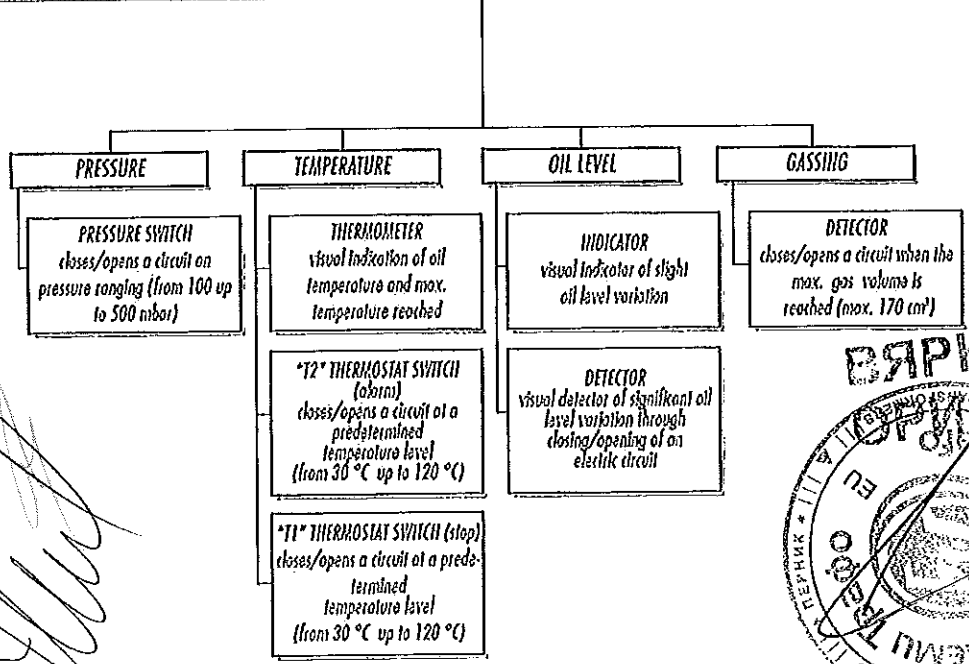 PRESSURE
PRESSURE SWITCH
closes/opens a circuit on
pressure ranging (from 100 up
to 500 mbar)
TEMPERATURE
THERMOMETER
visual indication of oil
temperature and max.
temperature reached
"T2" THERMOSTAT SWITCH
(alarm)
closes/opens a circuit at a
predetermined
temperature level
(from 30 °C up to 120 °C)
"T1" THERMOSTAT SWITCH (stop)
closes/opens a circuit at a prede-
termined
temperature level
(from 30 °C up to 120 °C)
OIL LEVEL
INDICATOR
visual indicator of slight
oil level variation
DETECTOR
visual detector of significant oil
level variation through
closing/opening of an
electric circuit
GASSING
DETECTOR
closes/opens a circuit when the
max. gas volume is
reached (max. 170 cm³)
ПЕРНИК